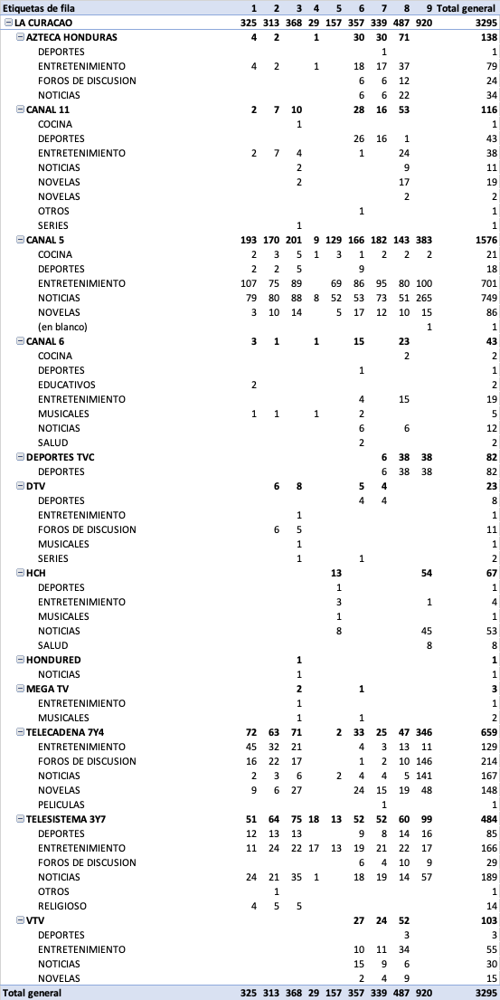 Etiquetas de fila 1 2 3 4 5 6 7 8 9 Total general
LA CURACAO 325 313 368 29 157 357 339 487 920 3295
AZTECA HONDURAS 4 2 1 30 30 71 138
DEPORTES 1 1
ENTRETENIMIENTO 4 2 1 18 17 37 79
FOROS DE DISCUSION 6 6 12 24
NOTICIAS 6 6 22 34
CANAL 11 2 7 10 28 16 53 116
COCINA 1 1
DEPORTES 26 16 1 43
ENTRETENIMIENTO 2 7 4 1 24 38
NOTICIAS 2 9 11
NOVELAS 2 17 19
NOVELAS 2 2
OTROS 1 1
SERIES 1 1
CANAL 5 193 170 201 9 129 166 182 143 383 1576
COCINA 2 3 5 1 3 1 2 2 2 21
DEPORTES 2 2 5 9 18
ENTRETENIMIENTO 107 75 89 69 86 95 80 100 701
NOTICIAS 79 80 88 8 52 53 73 51 265 749
NOVELAS 3 10 14 5 17 12 10 15 86
(en blanco) 1 1
CANAL 6 3 1 1 15 23 43
COCINA 2 2
DEPORTES 1 1
EDUCATIVOS 2 2
ENTRETENIMIENTO 4 15 19
MUSICALES 1 1 1 2 5
NOTICIAS 6 6 12
SALUD 2 2
DEPORTES TVC 6 38 38 82
DEPORTES 6 38 38 82
DTV 6 8 5 4 23
DEPORTES 4 4 8
ENTRETENIMIENTO 1 1
FOROS DE DISCUSION 6 5 11
MUSICALES 1 1
SERIES 1 1 2
HCH 13 54 67
DEPORTES 1 1
ENTRETENIMIENTO 3 1 4
MUSICALES 1 1
NOTICIAS 8 45 53
SALUD 8 8
HONDURED 1 1
NOTICIAS 1 1
MEGA TV 2 1 3
ENTRETENIMIENTO 1 1
MUSICALES 1 1 2
TELECADENA 7Y4 72 63 71 2 33 25 47 346 659
ENTRETENIMIENTO 45 32 21 4 3 13 11 129
FOROS DE DISCUSION 16 22 17 1 2 10 146 214
NOTICIAS 2 3 6 2 4 4 5 141 167
NOVELAS 9 6 27 24 15 19 48 148
PELICULAS 1 1
TELESISTEMA 3Y7 51 64 75 18 13 52 52 60 99 484
DEPORTES 12 13 13 9 8 14 16 85
ENTRETENIMIENTO 11 24 22 17 13 19 21 22 17 166
FOROS DE DISCUSION 6 4 10 9 29
NOTICIAS 24 21 35 1 18 19 14 57 189
OTROS 1 1
RELIGIOSO 4 5 5 14
VTV 27 24 52 103
DEPORTES 3 3
ENTRETENIMIENTO 10 11 34 55
NOTICIAS 15 9 6 30
NOVELAS 2 4 9 15
Total general 325 313 368 29 157 357 339 487 920 3295